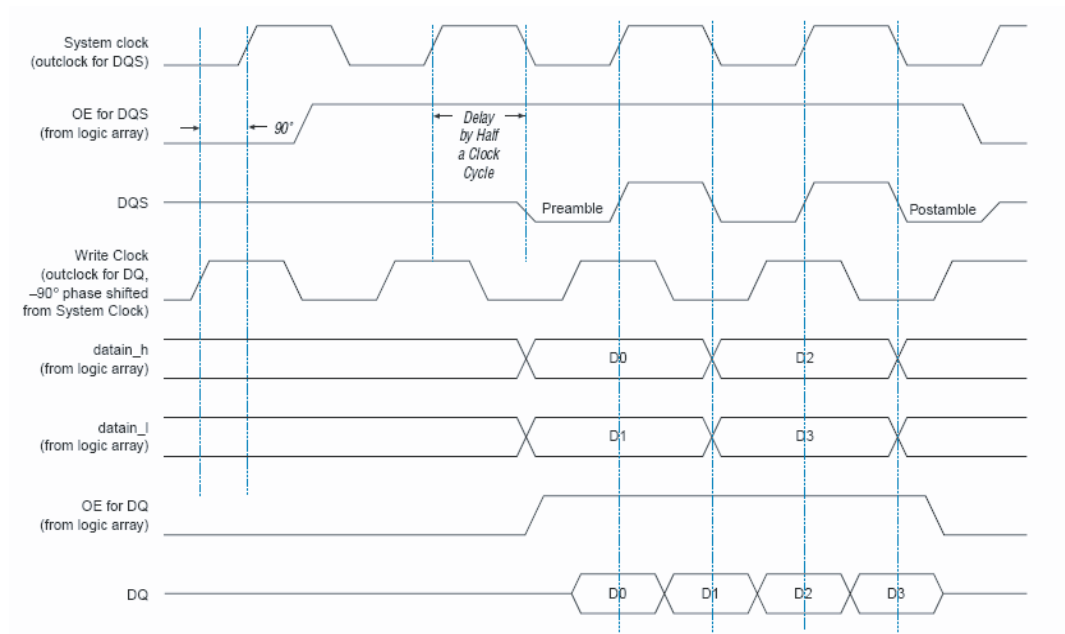 System clock
(outclock for DQS)
OE for DQS
(from logic array)
90°
Delay
by Half
a Clock
Cycle
DQS
Preamble
Postamble
Write Clock
(outclock for DQ,
–90° phase shifted
from System Clock)
datain_h
(from logic array)
D0
D2
datain_l
(from logic array)
D1
D3
OE for DQ
(from logic array)
DQ
D0
D1
D2
D3